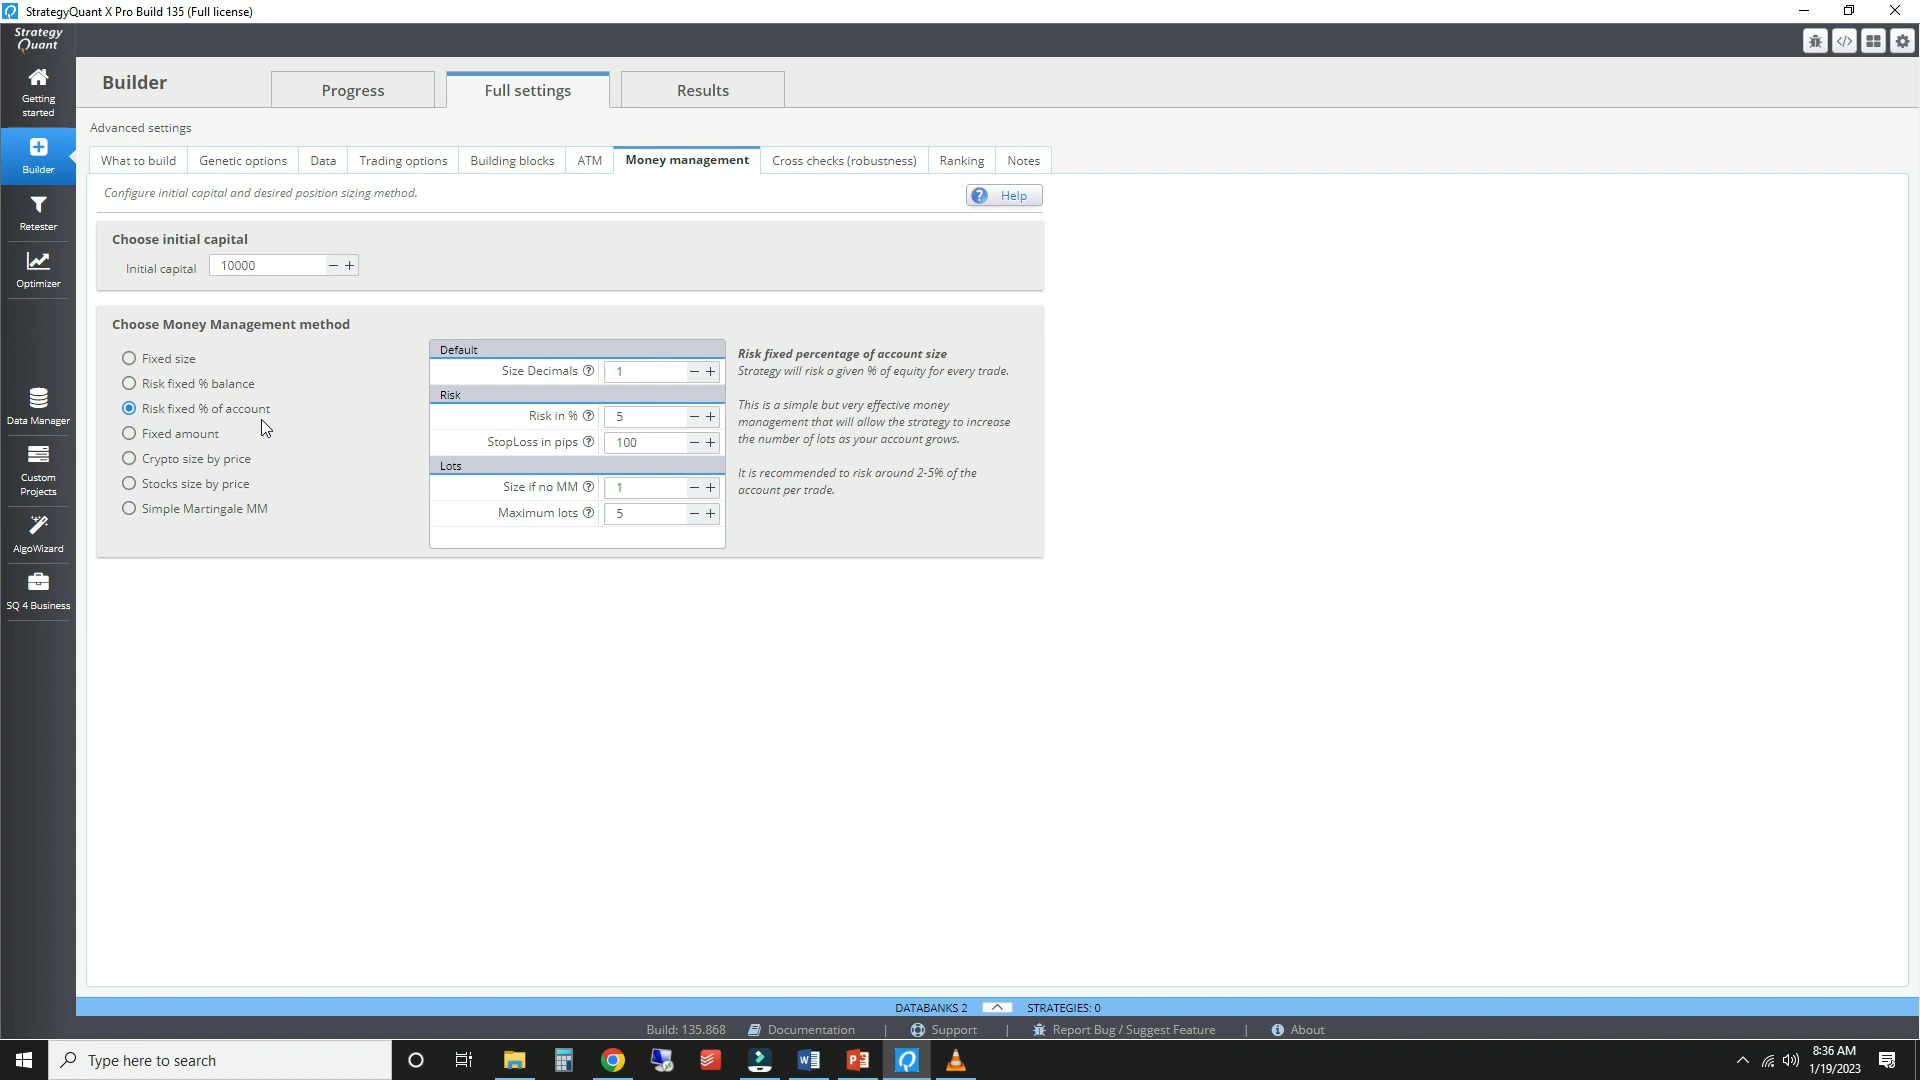 StrategyQuant X Pro Build 135 (Full license)
Strategy
Quant
Getting
started
Builder
Retester
Optimizer
Data Manager
Custom
Projects
AlgoWizard
SQ 4 Business
Builder
Progress
Full settings
Results
Advanced settings
What to build
Genetic options
Data
Trading options
Building blocks
ATM
Money management
Cross checks (robustness)
Ranking
Notes
Configure initial capital and desired position sizing method.
? Help
Choose initial capital
Initial capital 10000 − +
Choose Money Management method
Fixed size
Risk fixed % balance
Risk fixed % of account
Fixed amount
Crypto size by price
Stocks size by price
Simple Martingale MM
Default
Size Decimals ? 1 − +
Risk
Risk in % ? 5 − +
StopLoss in pips ? 100 − +
Lots
Size if no MM ? 1 − +
Maximum lots ? 5 − +
Risk fixed percentage of account size
Strategy will risk a given % of equity for every trade.
This is a simple but very effective money
management that will allow the strategy to increase
the number of lots as your account grows.
It is recommended to risk around 2-5% of the
account per trade.
DATABANKS 2
STRATEGIES: 0
Build: 135.868 Documentation | Support | Report Bug / Suggest Feature | About
Type here to search
8:36 AM
1/19/2023